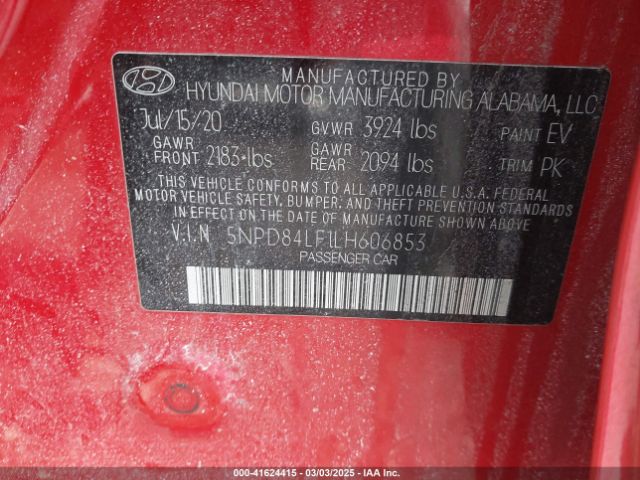 MANUFACTURED BY
HYUNDAI MOTOR MANUFACTURING ALABAMA, LLC
Jul/15/20 GVWR 3924 lbs PAINT EV
GAWR FRONT 2183 lbs GAWR REAR 2094 lbs TRIM PK
THIS VEHICLE CONFORMS TO ALL APPLICABLE U.S.A. FEDERAL
MOTOR VEHICLE SAFETY, BUMPER, AND THEFT PREVENTION STANDARDS
IN EFFECT ON THE DATE OF MANUFACTURE SHOWN ABOVE
V.I.N 5NPD84LF1LH606853
PASSENGER CAR
000-41624415 - 03/03/2025 - IAA Inc.